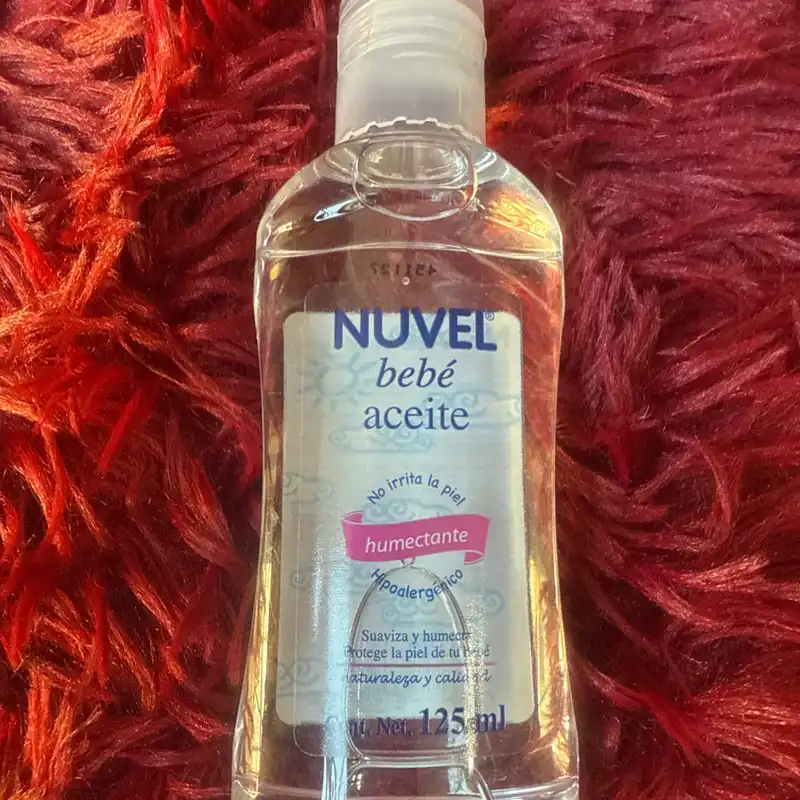 NUVEL®
bebé
aceite
No irrita la piel
humectante
Hipoalergénico
Suaviza y humecta
Protege la piel de tu bebé
naturaleza y calidad
Cont. Net. 125 ml